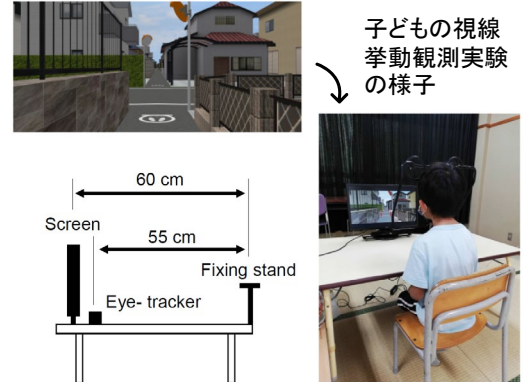 子どもの視線
挙動観測実験
の様子
60 cm
Screen
55 cm
Fixing stand
Eye- tracker